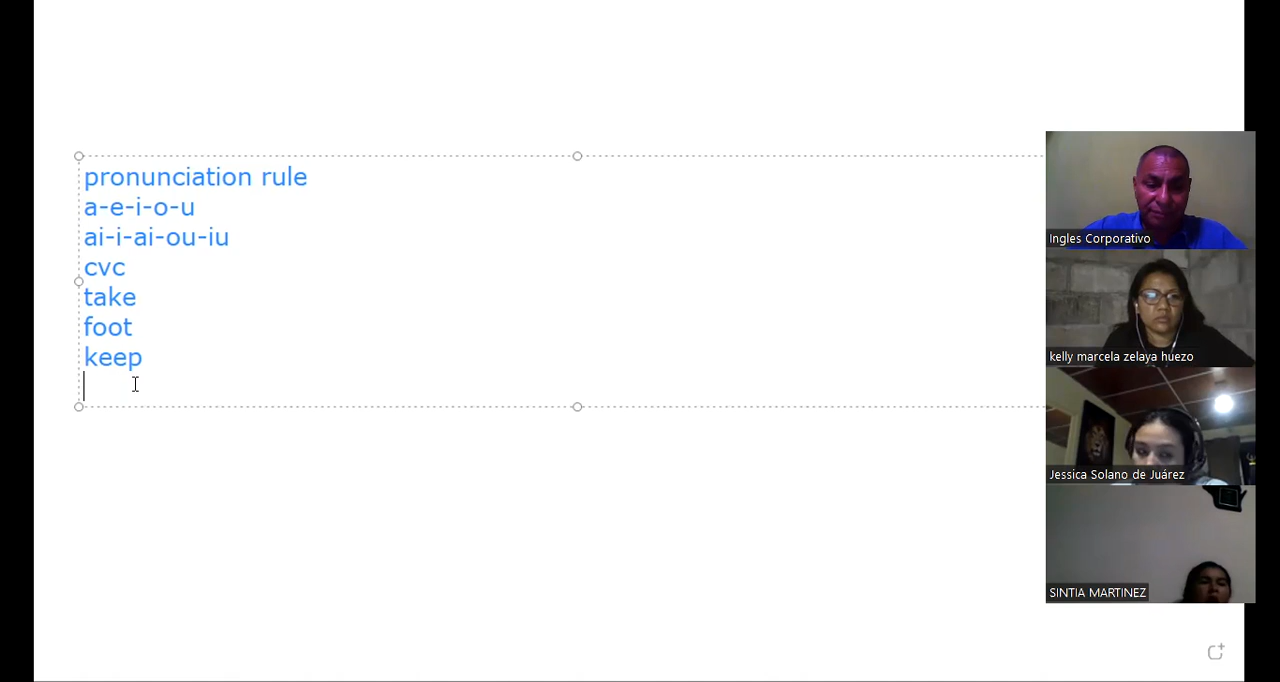 pronunciation rule
a-e-i-o-u
ai-i-ai-ou-iu
cvc
take
foot
keep
Ingles Corporativo
kelly marcela zelaya huezo
Jessica Solano de Juárez
SINTIA MARTINEZ